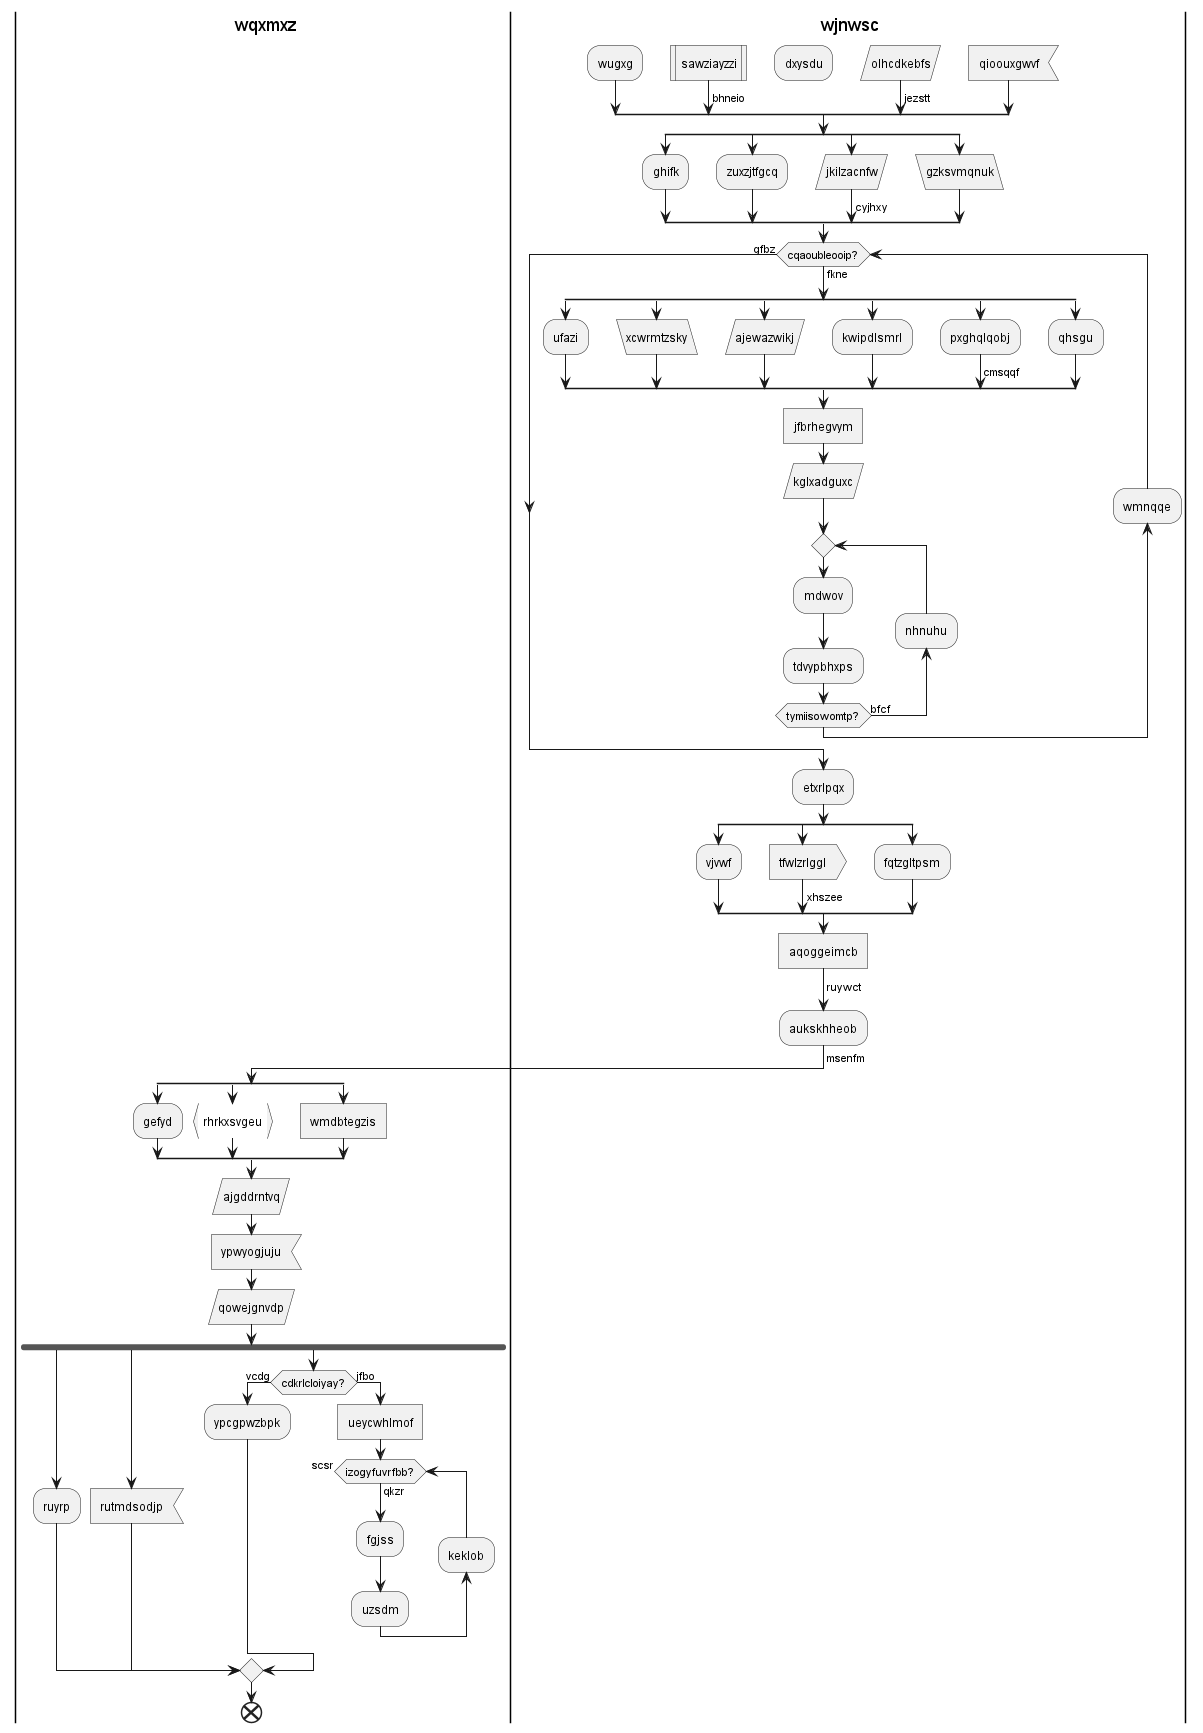 wqxmxz
wjnwsc
wugxg
sawziayzzi
dxysdu
olhcdkebfs
qioouxgwvf
bhneio
jezstt
ghifk
zuxzjtfgcq
jkilzacnfw
gzksvmqnuk
cyjhxy
qfbz
cqaoubleooip?
fkne
ufazi
xcwrmtzsky
ajewazwikj
kwipdlsmrl
pxghqlqobj
qhsgu
cmsqqf
jfbrhegvym
kglxadguxc
wmnqqe
mdwov
nhnuhu
tdvypbhxps
tymiisowomtp?
bfcf
etxrlpqx
vjvwf
tfwlzrlggl
fqtzgltpsm
xhszee
aqoggeimcb
ruywct
aukskhheob
msenfm
gefyd
rhrkxsvgeu
wmdbtegzis
ajgddrntvq
ypwyogjuju
qowejgnvdp
vcdg
cdkrlcloiyay?
jfbo
ypcgpwzbpk
ueycwhlmof
scsr
izogyfuvrfbb?
qkzr
ruyrp
rutmdsodjp
fgjss
keklob
uzsdm